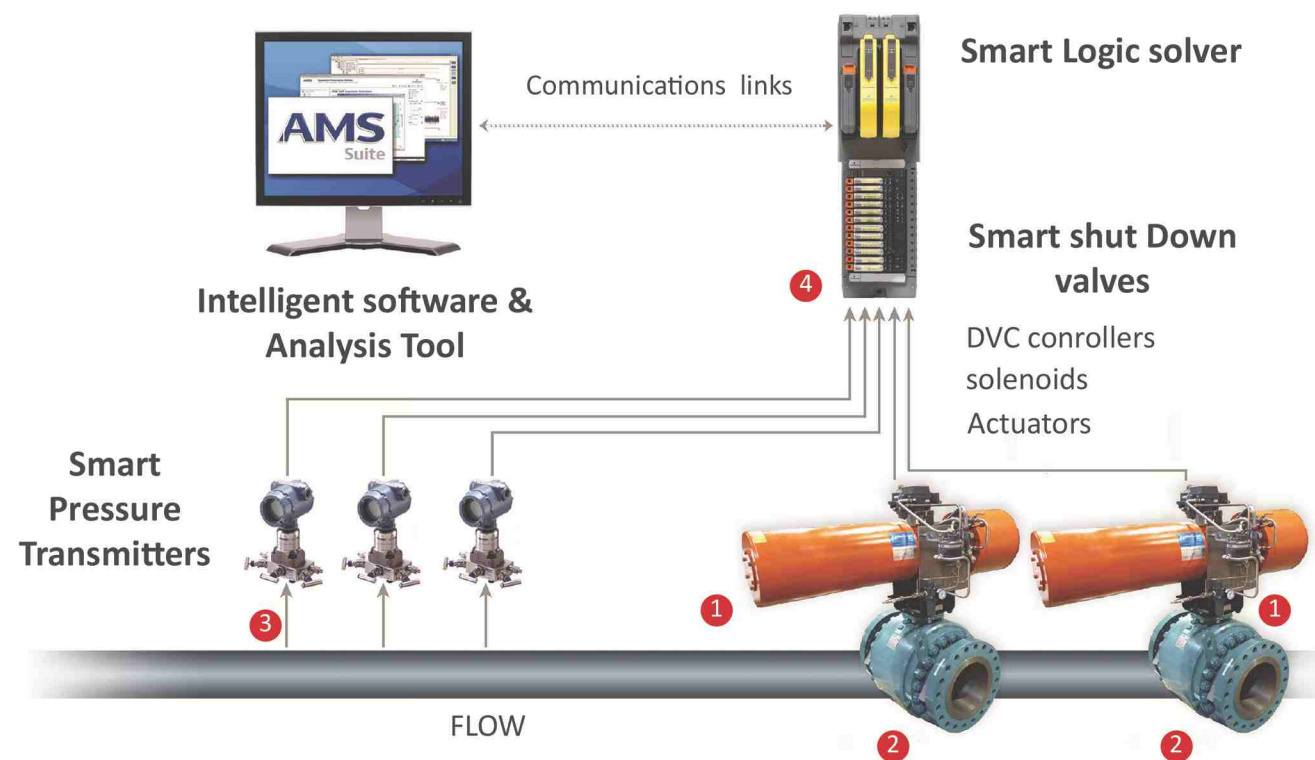 Smart Logic solver
Communications links
AMS
Suite
Smart shut Down
valves
4
Intelligent software &
Analysis Tool
DVC conrollers
solenoids
Actuators
Smart
Pressure
Transmitters
1
1
3
FLOW
2
2